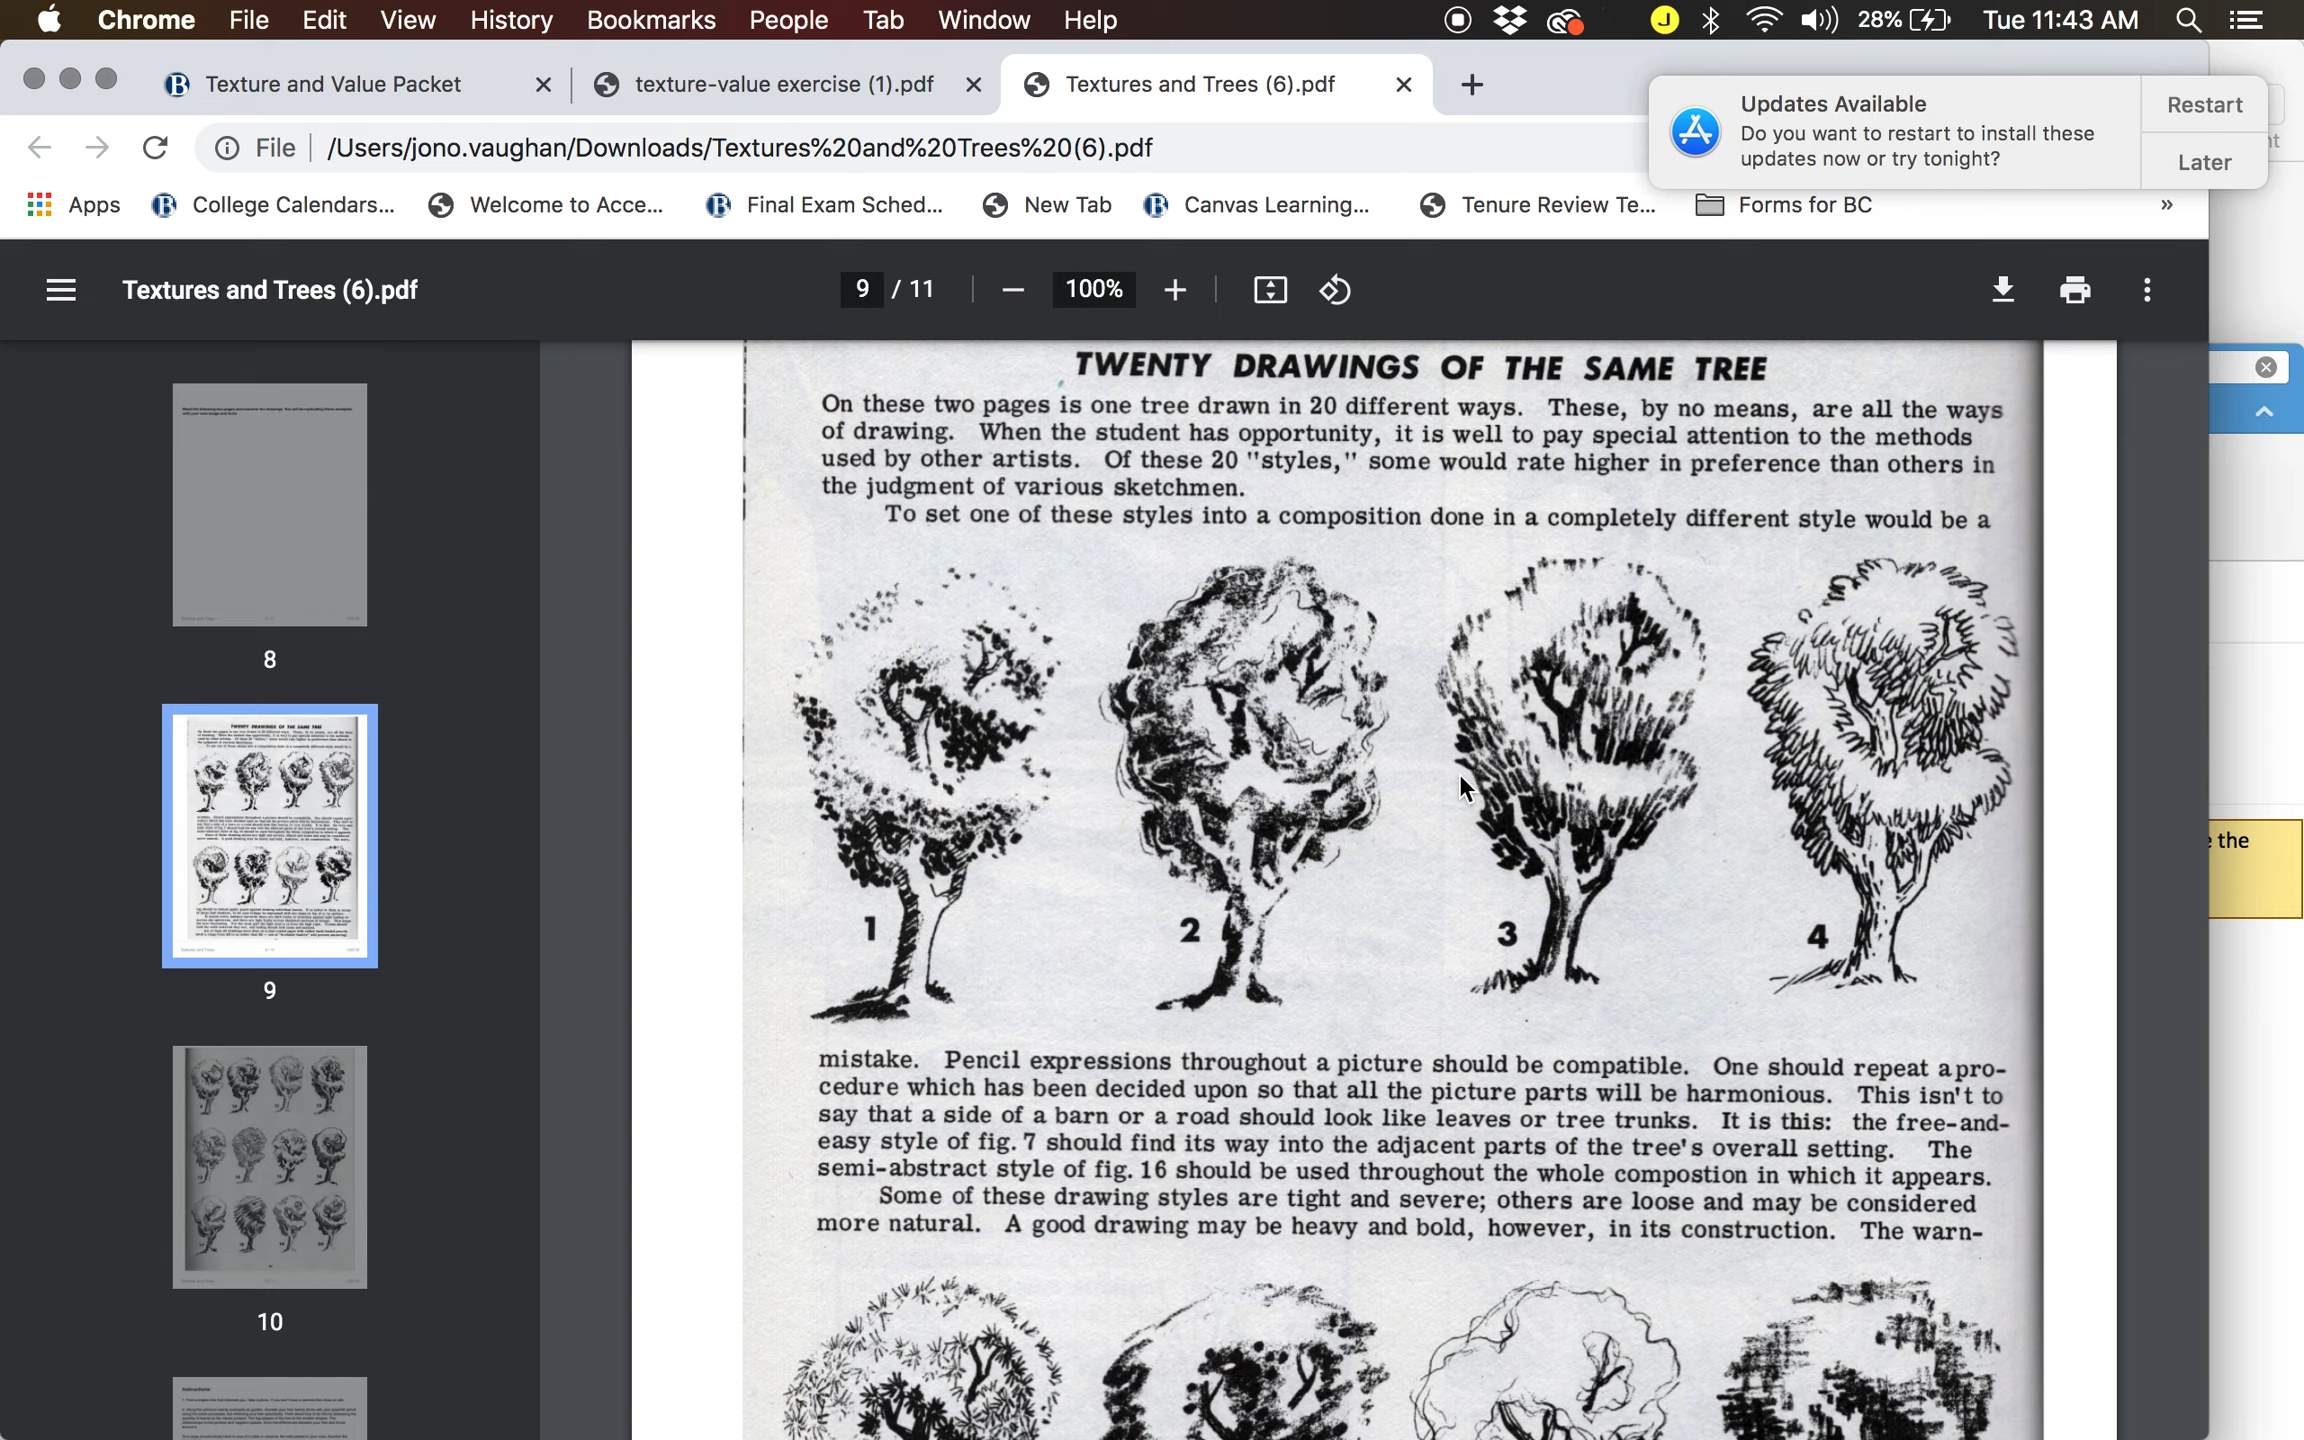 Chrome File Edit View History Bookmarks People Tab Window Help J 28% Tue 11:43 AM
Texture and Value Packet texture-value exercise (1).pdf Textures and Trees (6).pdf
Updates Available
Do you want to restart to install these
updates now or try tonight?
Restart
Later
File /Users/jono.vaughan/Downloads/Textures%20and%20Trees%20(6).pdf
Apps College Calendars... Welcome to Acce... Final Exam Sched... New Tab Canvas Learning... Tenure Review Te... Forms for BC »
Textures and Trees (6).pdf 9 / 11 100%
8
9
10
TWENTY DRAWINGS OF THE SAME TREE
On these two pages is one tree drawn in 20 different ways. These, by no means, are all the ways
of drawing. When the student has opportunity, it is well to pay special attention to the methods
used by other artists. Of these 20 "styles," some would rate higher in preference than others in
the judgment of various sketchmen.
To set one of these styles into a composition done in a completely different style would be a
1 2 3 4
mistake. Pencil expressions throughout a picture should be compatible. One should repeat a pro-
cedure which has been decided upon so that all the picture parts will be harmonious. This isn't to
say that a side of a barn or a road should look like leaves or tree trunks. It is this: the free-and-
easy style of fig. 7 should find its way into the adjacent parts of the tree's overall setting. The
semi-abstract style of fig. 16 should be used throughout the whole compostion in which it appears.
Some of these drawing styles are tight and severe; others are loose and may be considered
more natural. A good drawing may be heavy and bold, however, in its construction. The warn-
the